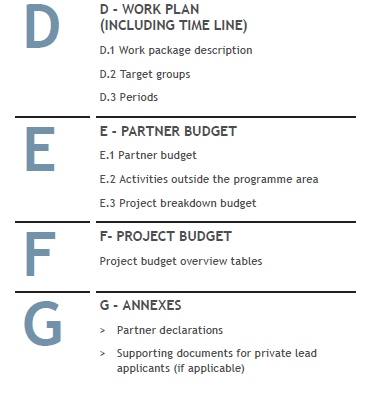 D
D - WORK PLAN
(INCLUDING TIME LINE)
D.1 Work package description
D.2 Target groups
D.3 Periods
E
E - PARTNER BUDGET
E.1 Partner budget
E.2 Activities outside the programme area
E.3 Project breakdown budget
F
F- PROJECT BUDGET
Project budget overview tables
G
G - ANNEXES
> Partner declarations
> Supporting documents for private lead
applicants (if applicable)